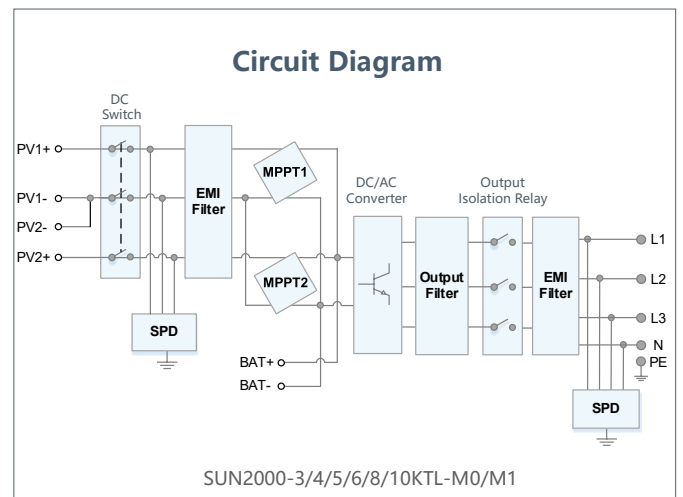 Circuit Diagram
DC
Switch
PV1+
PV1-
PV2-
PV2+
EMI
Filter
MPPT1
MPPT2
SPD
BAT+
BAT-
DC/AC
Converter
Output
Filter
Output
Isolation Relay
EMI
Filter
L1
L2
L3
N
PE
SPD
SUN2000-3/4/5/6/8/10KTL-M0/M1